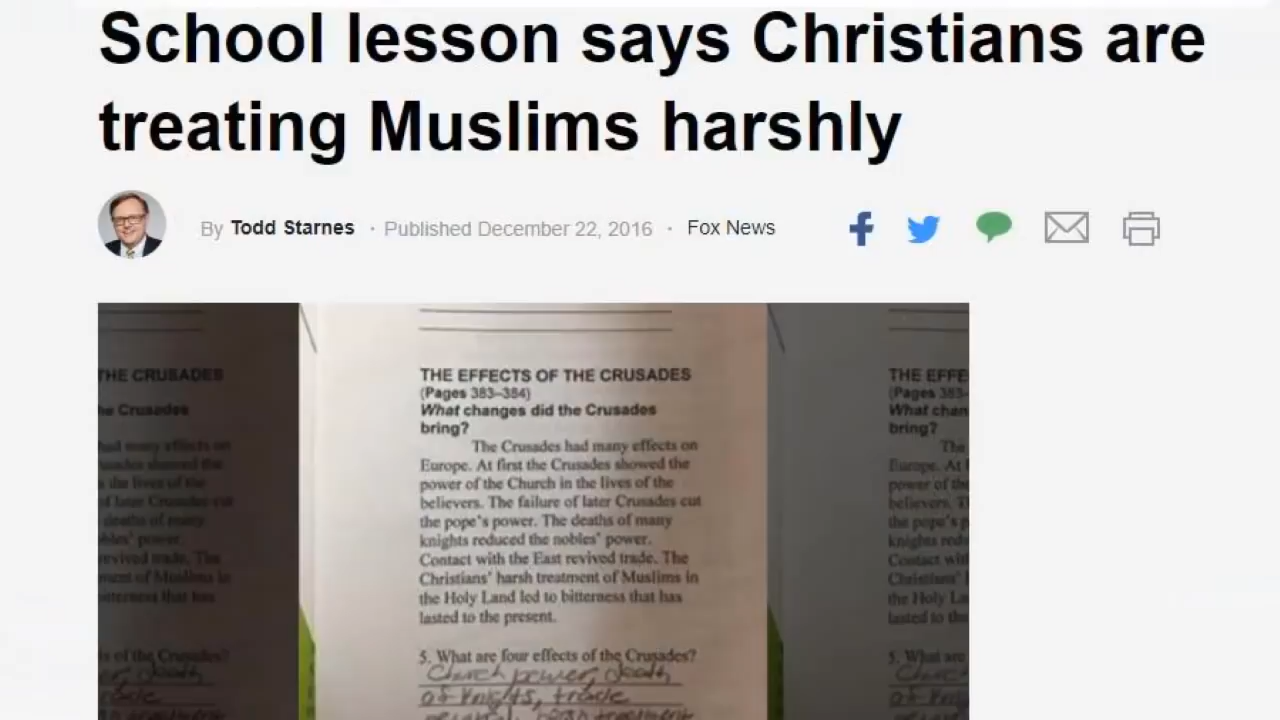 School lesson says Christians are
treating Muslims harshly
By Todd Starnes · Published December 22, 2016 · Fox News
THE EFFECTS OF THE CRUSADES
(Pages 383–384)
What changes did the Crusades
bring?
The Crusades had many effects on
Europe. At first the Crusades showed the
power of the Church in the lives of the
believers. The failure of later Crusades cut
the pope's power. The deaths of many
knights reduced the nobles' power.
Contact with the East revived trade. The
Christians' harsh treatment of Muslims in
the Holy Land led to bitterness that has
lasted to the present.
5. What are four effects of the Crusades?
Church power, death
of Knights, trade
harsh treatment